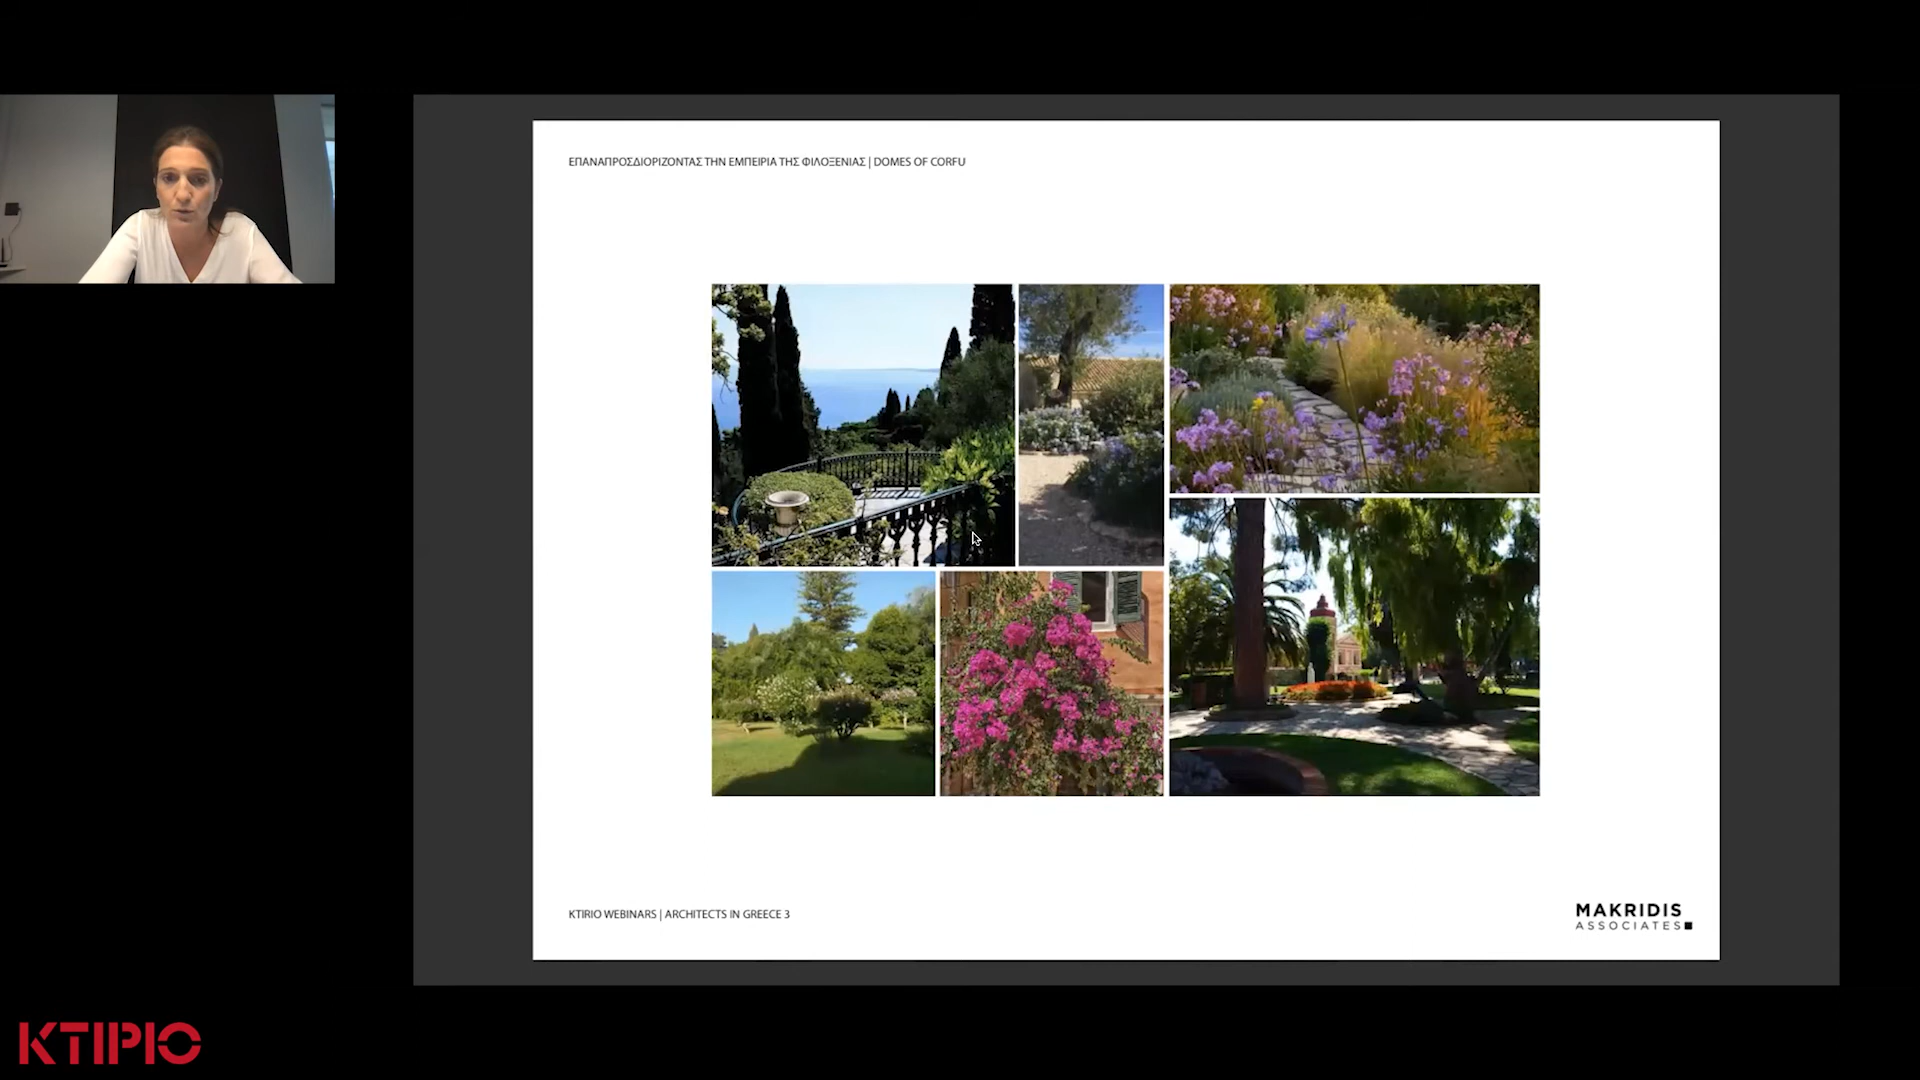 ΕΠΑΝΑΠΡΟΣΔΙΟΡΙΖΟΝΤΑΣ ΤΗΝ ΕΜΠΕΙΡΙΑ ΤΗΣ ΦΙΛΟΞΕΝΙΑΣ | DOMES OF CORFU
KTIRIO WEBINARS | ARCHITECTS IN GREECE 3
MAKRIDIS
ASSOCIATES
ΚΤΙΡΙΟ